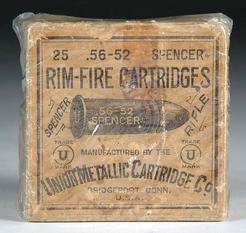 25 .56-52 SPENCER
RIM-FIRE CARTRIDGES
SPENCER
.56-52
SPENCER
RIFLE
TRADE
U
MARK
TRADE
U
MARK
MANUFACTURED BY THE
UNION METALLIC CARTRIDGE CO.
BRIDGEPORT CONN.
U.S.A.